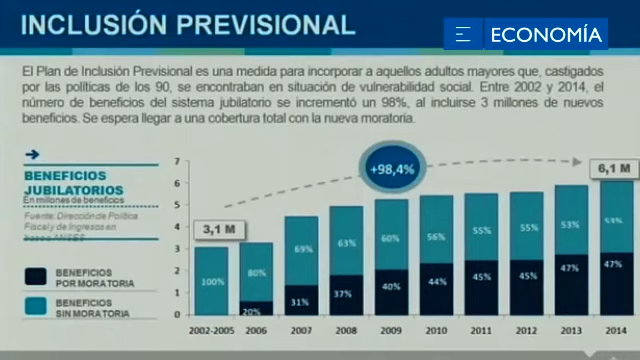 INCLUSIÓN PREVISIONAL
E ECONOMÍA
El Plan de Inclusión Previsional es una medida para incorporar a aquellos adultos mayores que, castigados
por las políticas de los 90, se encontraban en situación de vulnerabilidad social. Entre 2002 y 2014, el
número de beneficios del sistema jubilatorio se incrementó un 98%, al incluirse 3 millones de nuevos
beneficios. Se espera llegar a una cobertura total con la nueva moratoria.
BENEFICIOS
JUBILATORIOS
En millones de beneficios
Fuente: Dirección de Política
Fiscal y de Ingresos en
base a ANSES
BENEFICIOS
POR MORATORIA
BENEFICIOS
SIN MORATORIA
+98,4%
3,1 M
6,1 M
7
6
5
4
3
2
1
0
100%
80%
69%
63%
60%
56%
55%
55%
53%
53%
20%
31%
37%
40%
44%
45%
45%
47%
47%
2002-2005 2006 2007 2008 2009 2010 2011 2012 2013 2014